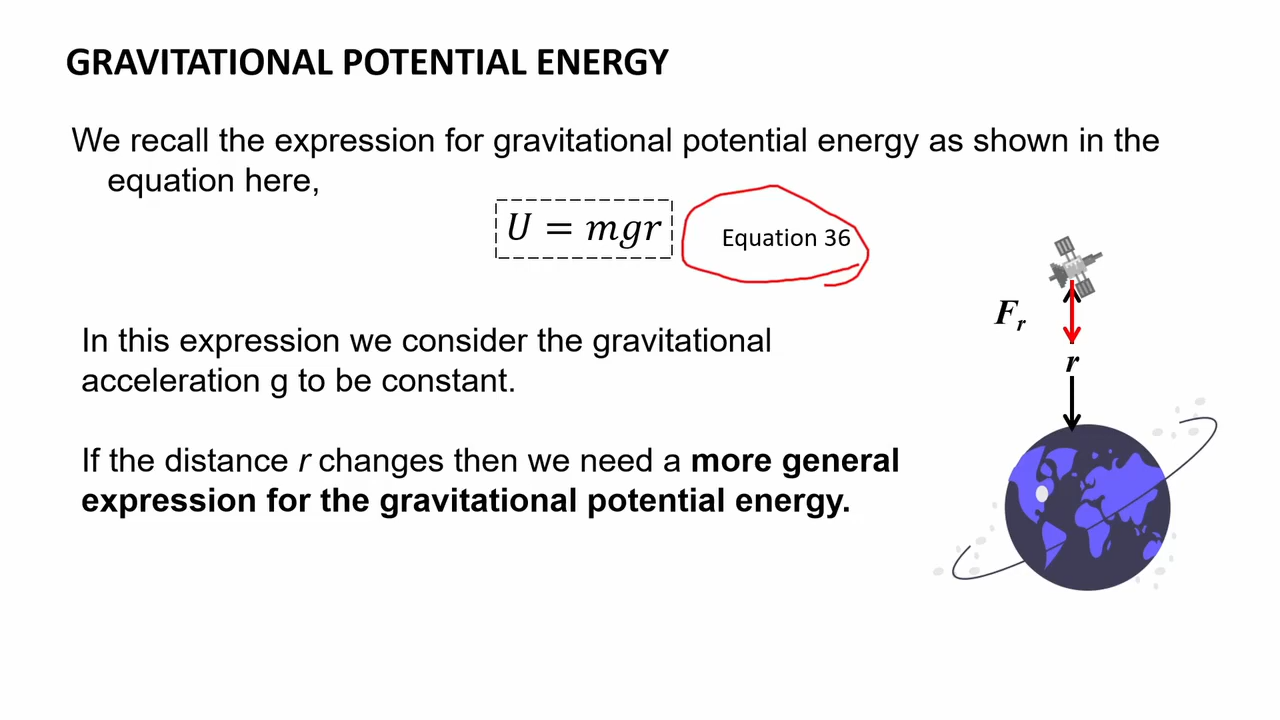 GRAVITATIONAL POTENTIAL ENERGY
We recall the expression for gravitational potential energy as shown in the
equation here,
U = mgr
Equation 36
In this expression we consider the gravitational
acceleration g to be constant.
If the distance r changes then we need a more general
expression for the gravitational potential energy.
Fr
r